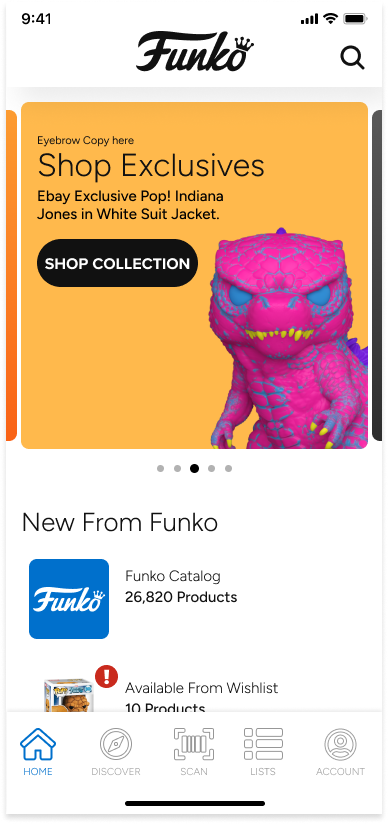 9:41
Funko
Eyebrow Copy here
Shop Exclusives
Ebay Exclusive Pop! Indiana
Jones in White Suit Jacket.
SHOP COLLECTION
New From Funko
Funko
Funko Catalog
26,820 Products
!
Available From Wishlist
10 Products
HOME
DISCOVER
SCAN
LISTS
ACCOUNT